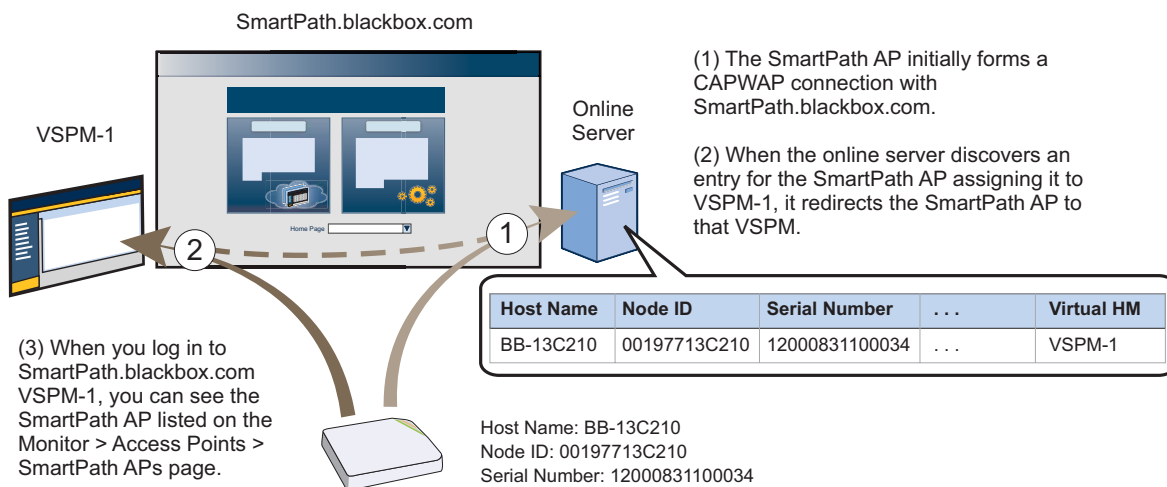 SmartPath.blackbox.com
VSPM-1
Online
Server
Home Page
1
2
(1) The SmartPath AP initially forms a
CAPWAP connection with
SmartPath.blackbox.com.
(2) When the online server discovers an
entry for the SmartPath AP assigning it to
VSPM-1, it redirects the SmartPath AP to
that VSPM.
Host Name Node ID Serial Number . . . Virtual HM
BB-13C210 00197713C210 12000831100034 . . . VSPM-1
(3) When you log in to
SmartPath.blackbox.com
VSPM-1, you can see the
SmartPath AP listed on the
Monitor > Access Points >
SmartPath APs page.
Host Name: BB-13C210
Node ID: 00197713C210
Serial Number: 12000831100034